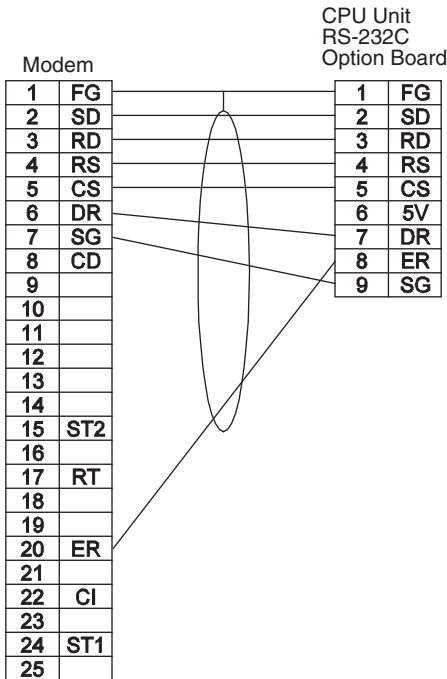 CPU Unit
RS-232C
Option Board
Modem
1 FG
2 SD
3 RD
4 RS
5 CS
6 DR
7 SG
8 CD
9
10
11
12
13
14
15 ST2
16
17 RT
18
19
20 ER
21
22 CI
23
24 ST1
25
1 FG
2 SD
3 RD
4 RS
5 CS
6 5V
7 DR
8 ER
9 SG